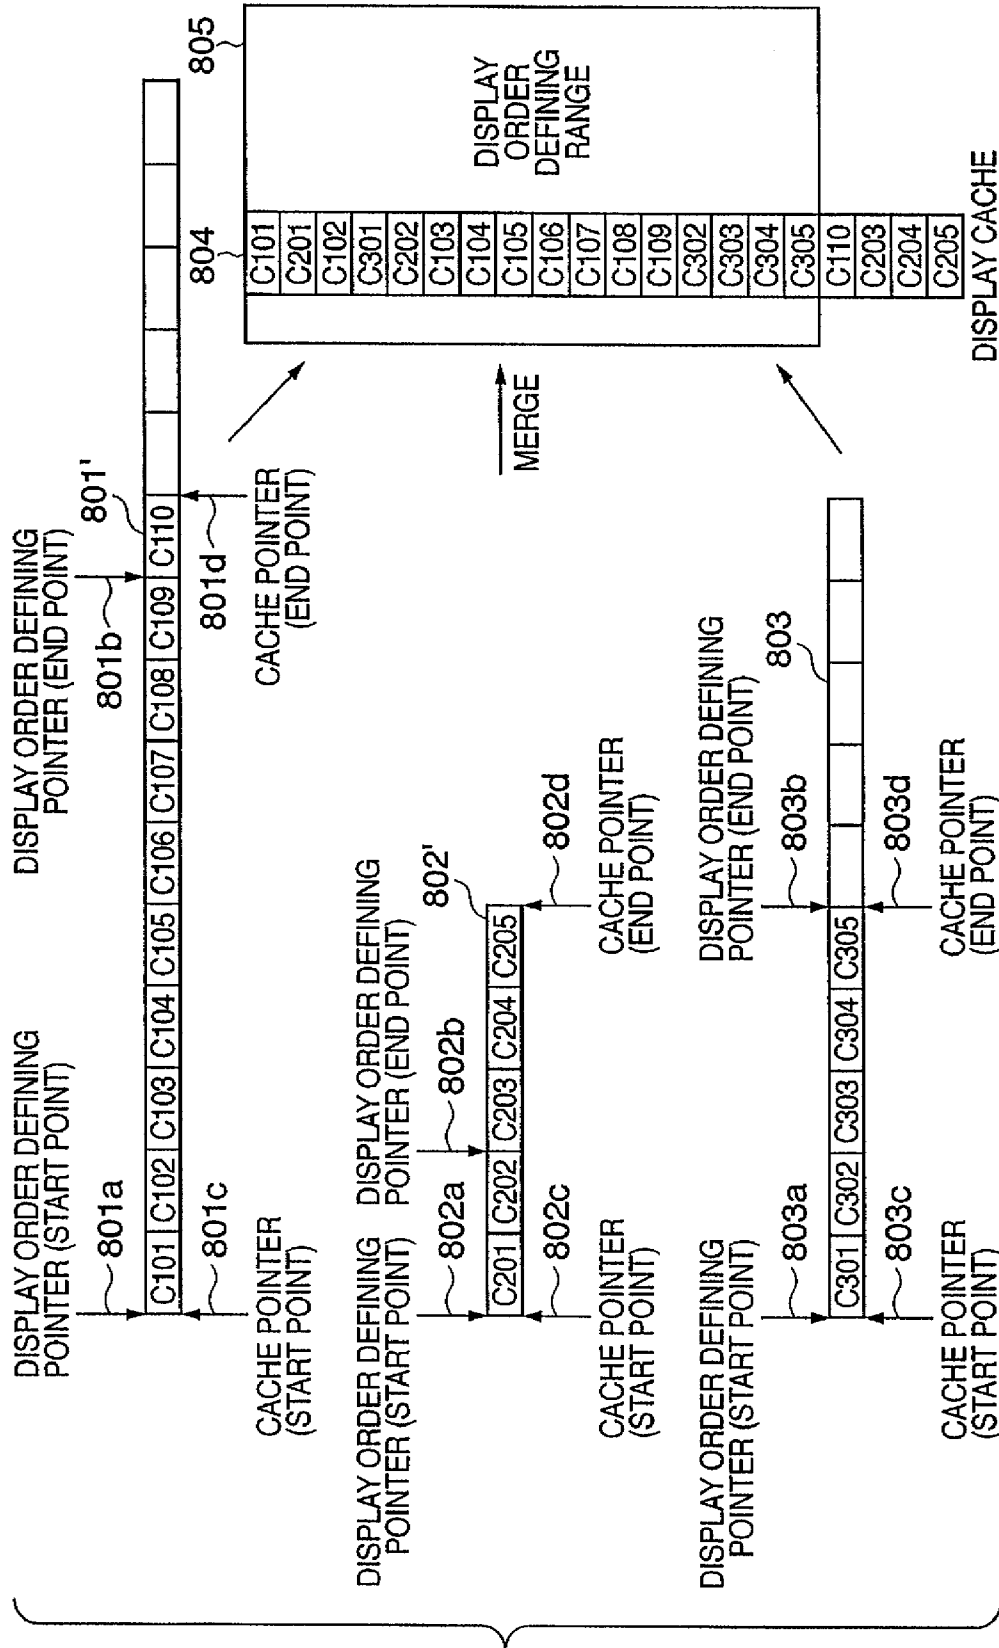 DISPLAY ORDER DEFINING
POINTER (START POINT)
801a
DISPLAY ORDER DEFINING
POINTER (END POINT)
801b
801'
C101 C102 C103 C104 C105 C106 C107 C108 C109 C110
801c
CACHE POINTER
(START POINT)
801d
CACHE POINTER
(END POINT)
DISPLAY ORDER DEFINING
POINTER (START POINT)
802a
DISPLAY ORDER DEFINING
POINTER (END POINT)
802b
802'
C201 C202 C203 C204 C205
802c
CACHE POINTER
(START POINT)
802d
CACHE POINTER
(END POINT)
DISPLAY ORDER DEFINING
POINTER (START POINT)
803a
DISPLAY ORDER DEFINING
POINTER (END POINT)
803b
803
C301 C302 C303 C304 C305
803c
CACHE POINTER
(START POINT)
803d
CACHE POINTER
(END POINT)
MERGE
804
805
C101
C201
C102
C301
C202
C103
C104
C105
C106
C107
C108
C109
C302
C303
C304
C305
C110
C203
C204
C205
DISPLAY
ORDER
DEFINING
RANGE
DISPLAY CACHE